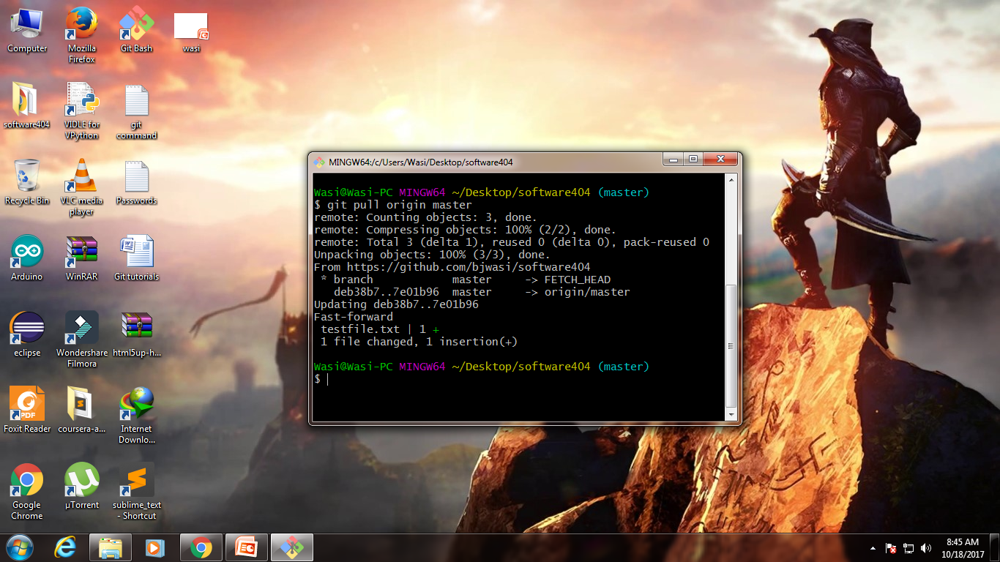 Computer
Mozilla
Firefox
Git Bash
wasi
software404
VIDLE for
VPython
git
command
Recycle Bin
VLC media
player
Passwords
Arduino
WinRAR
Git tutorials
eclipse
Wondershare
Filmora
html5up-h...
Foxit Reader
coursera-a...
Internet
Downlo...
Google
Chrome
µTorrent
sublime_text
- Shortcut
MINGW64:/c/Users/Wasi/Desktop/software404
Wasi@Wasi-PC MINGW64 ~/Desktop/software404 (master)
$ git pull origin master
remote: Counting objects: 3, done.
remote: Compressing objects: 100% (2/2), done.
remote: Total 3 (delta 1), reused 0 (delta 0), pack-reused 0
Unpacking objects: 100% (3/3), done.
From https://github.com/bjwasi/software404
 * branch            master     -> FETCH_HEAD
   deb38b7..7e01b96  master     -> origin/master
Updating deb38b7..7e01b96
Fast-forward
 testfile.txt | 1 +
 1 file changed, 1 insertion(+)
Wasi@Wasi-PC MINGW64 ~/Desktop/software404 (master)
$
PDF
8:45 AM
10/18/2017